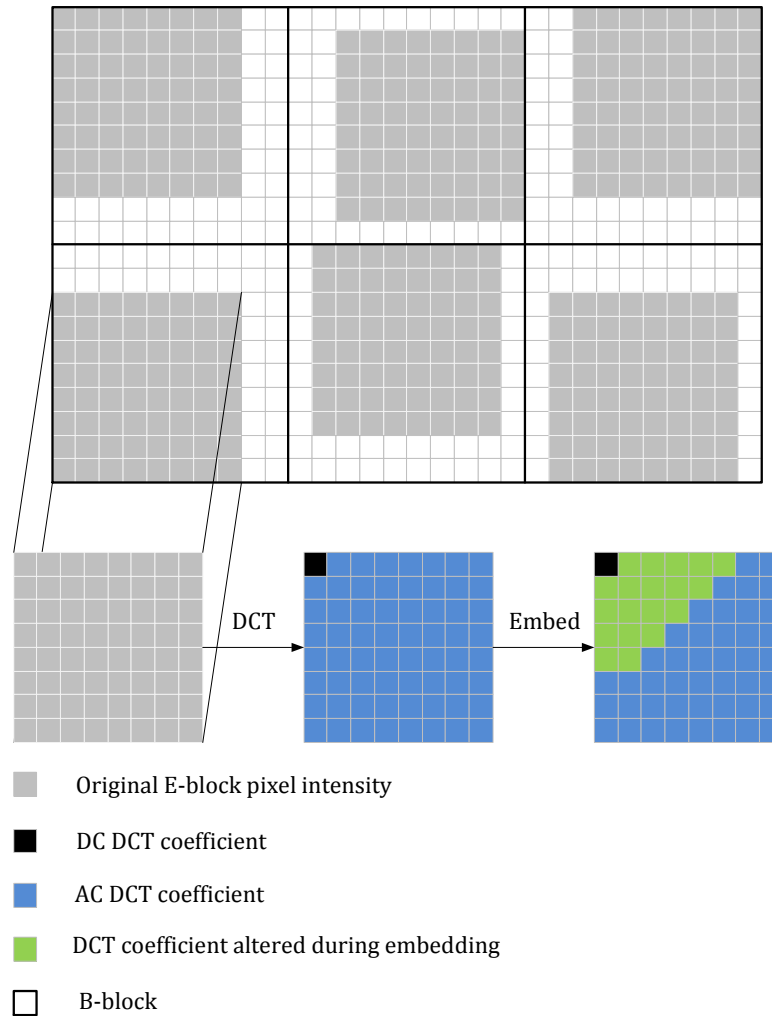 DCT
Embed
Original E-block pixel intensity
DC DCT coefficient
AC DCT coefficient
DCT coefficient altered during embedding
B-block